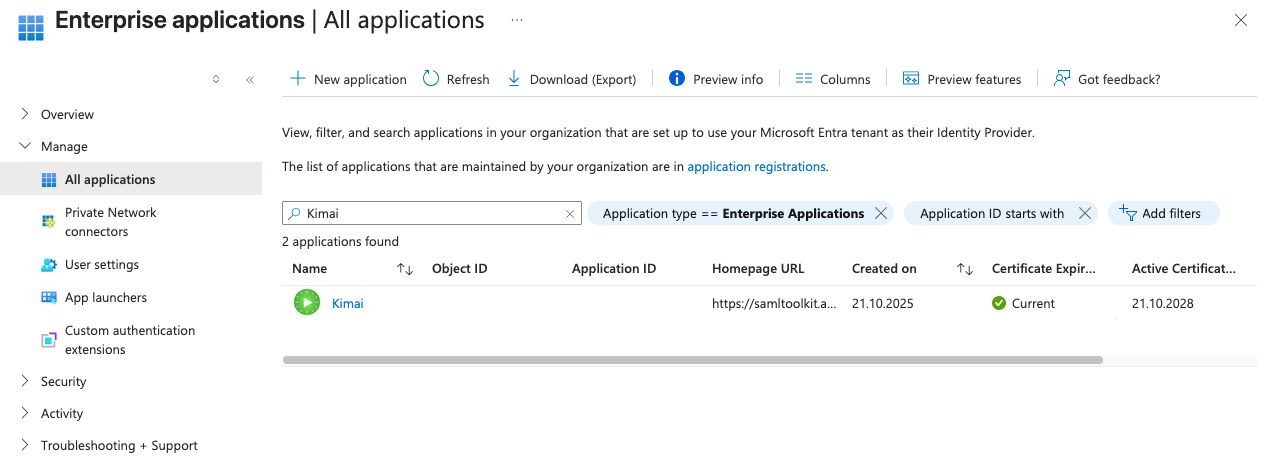 Enterprise applications | All applications ...
New application
Refresh
Download (Export)
Preview info
Columns
Preview features
Got feedback?
Overview
Manage
All applications
Private Network
connectors
User settings
App launchers
Custom authentication
extensions
Security
Activity
Troubleshooting + Support
View, filter, and search applications in your organization that are set up to use your Microsoft Entra tenant as their Identity Provider.
The list of applications that are maintained by your organization are in application registrations.
Kimai
Application type == Enterprise Applications
Application ID starts with
Add filters
2 applications found
Name
Object ID
Application ID
Homepage URL
Created on
Certificate Expir...
Active Certificat...
Kimai
https://samltoolkit.a...
21.10.2025
Current
21.10.2028